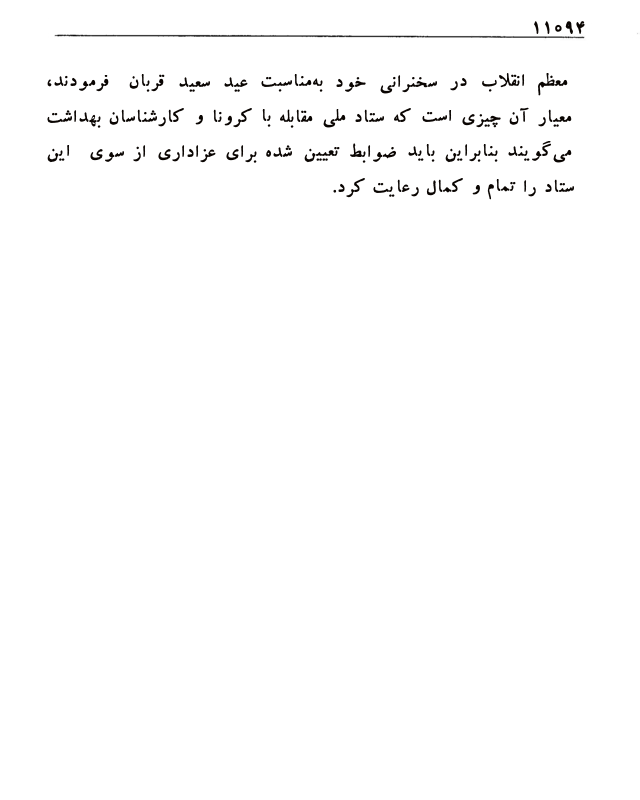 ۱۱۰۹۴
معظم انقلاب در سخنرانی خود به‌مناسبت عید سعید قربان فرمودند،
معیار آن چیزی است که ستاد ملی مقابله با کرونا و کارشناسان بهداشت
می‌گویند بنابراین باید ضوابط تعیین شده برای عزاداری از سوی این
ستاد را تمام و کمال رعایت کرد.